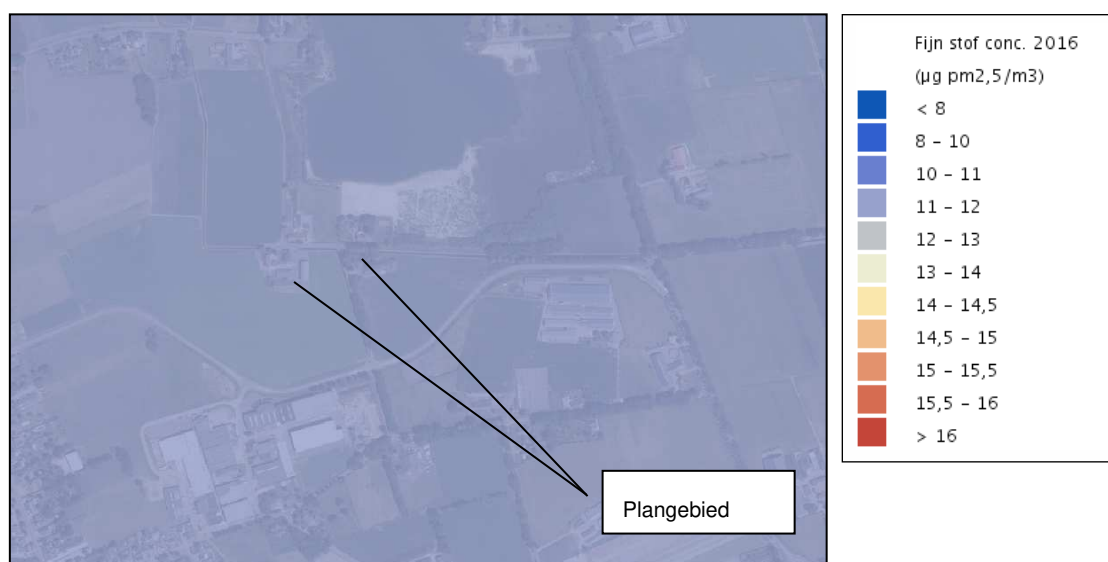 Plangebied
Fijn stof conc. 2016
(µg pm2,5/m3)
< 8
8 – 10
10 – 11
11 – 12
12 – 13
13 – 14
14 – 14,5
14,5 – 15
15 – 15,5
15,5 – 16
> 16